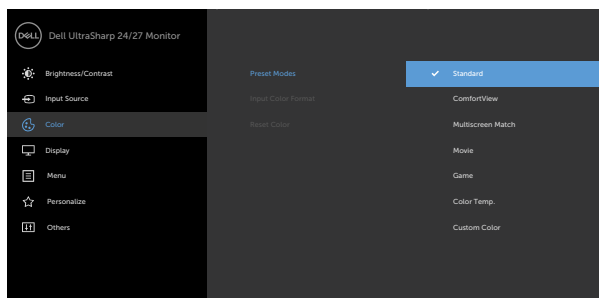 DELL Dell UltraSharp 24/27 Monitor
Brightness/Contrast Preset Modes Standard
Input Source Input Color Format ComfortView
Color Reset Color Multiscreen Match
Display Movie
Menu Game
Personalize Color Temp.
Others Custom Color